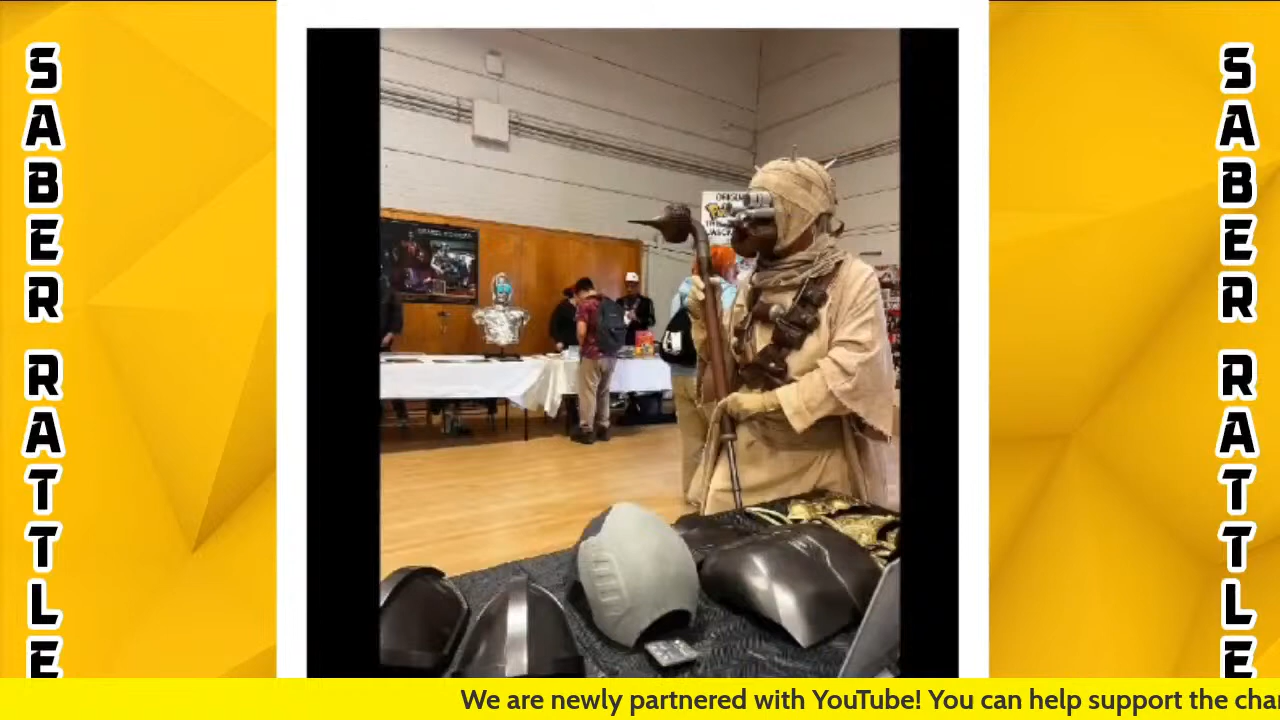 SABER RATTLE
SABER RATTLE
We are newly partnered with YouTube! You can help support the cha